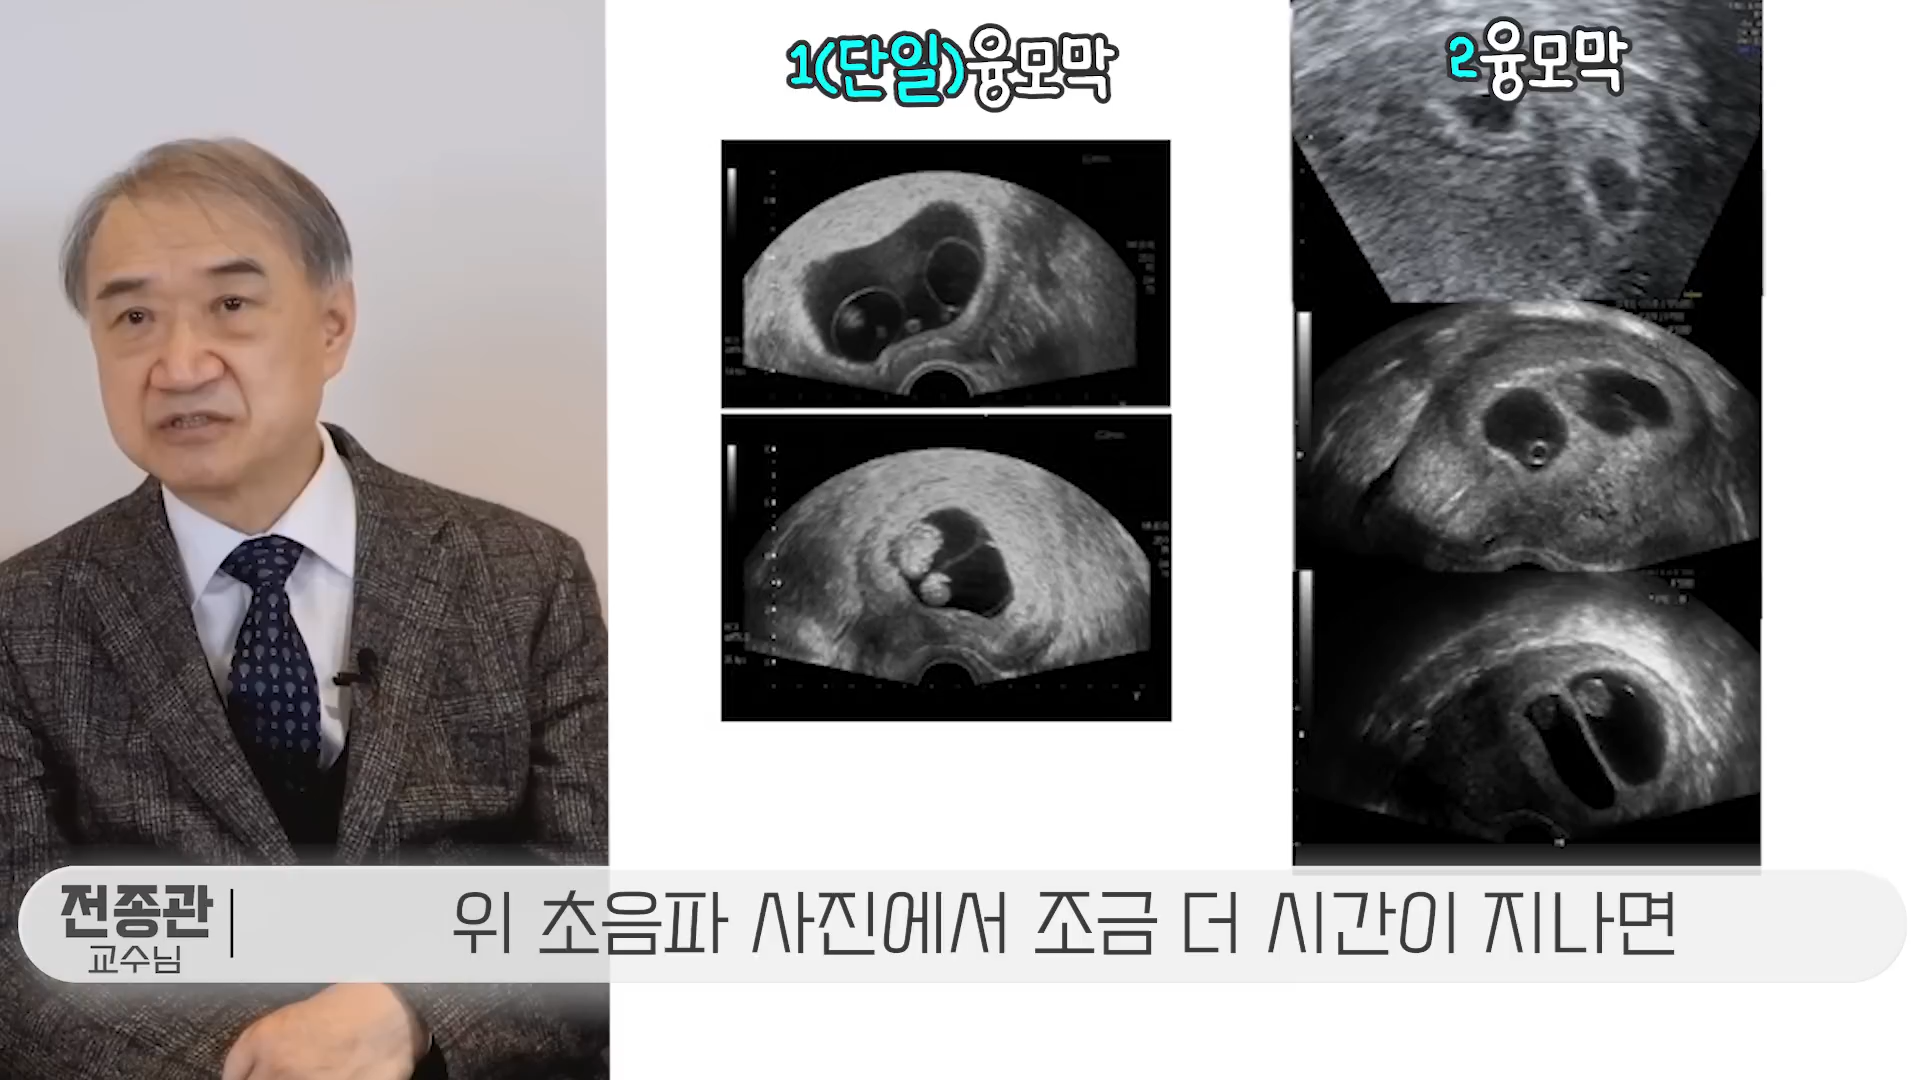 1(단일)융모막
2융모막
전종관
교수님
위 초음파 사진에서 조금 더 시간이 지나면